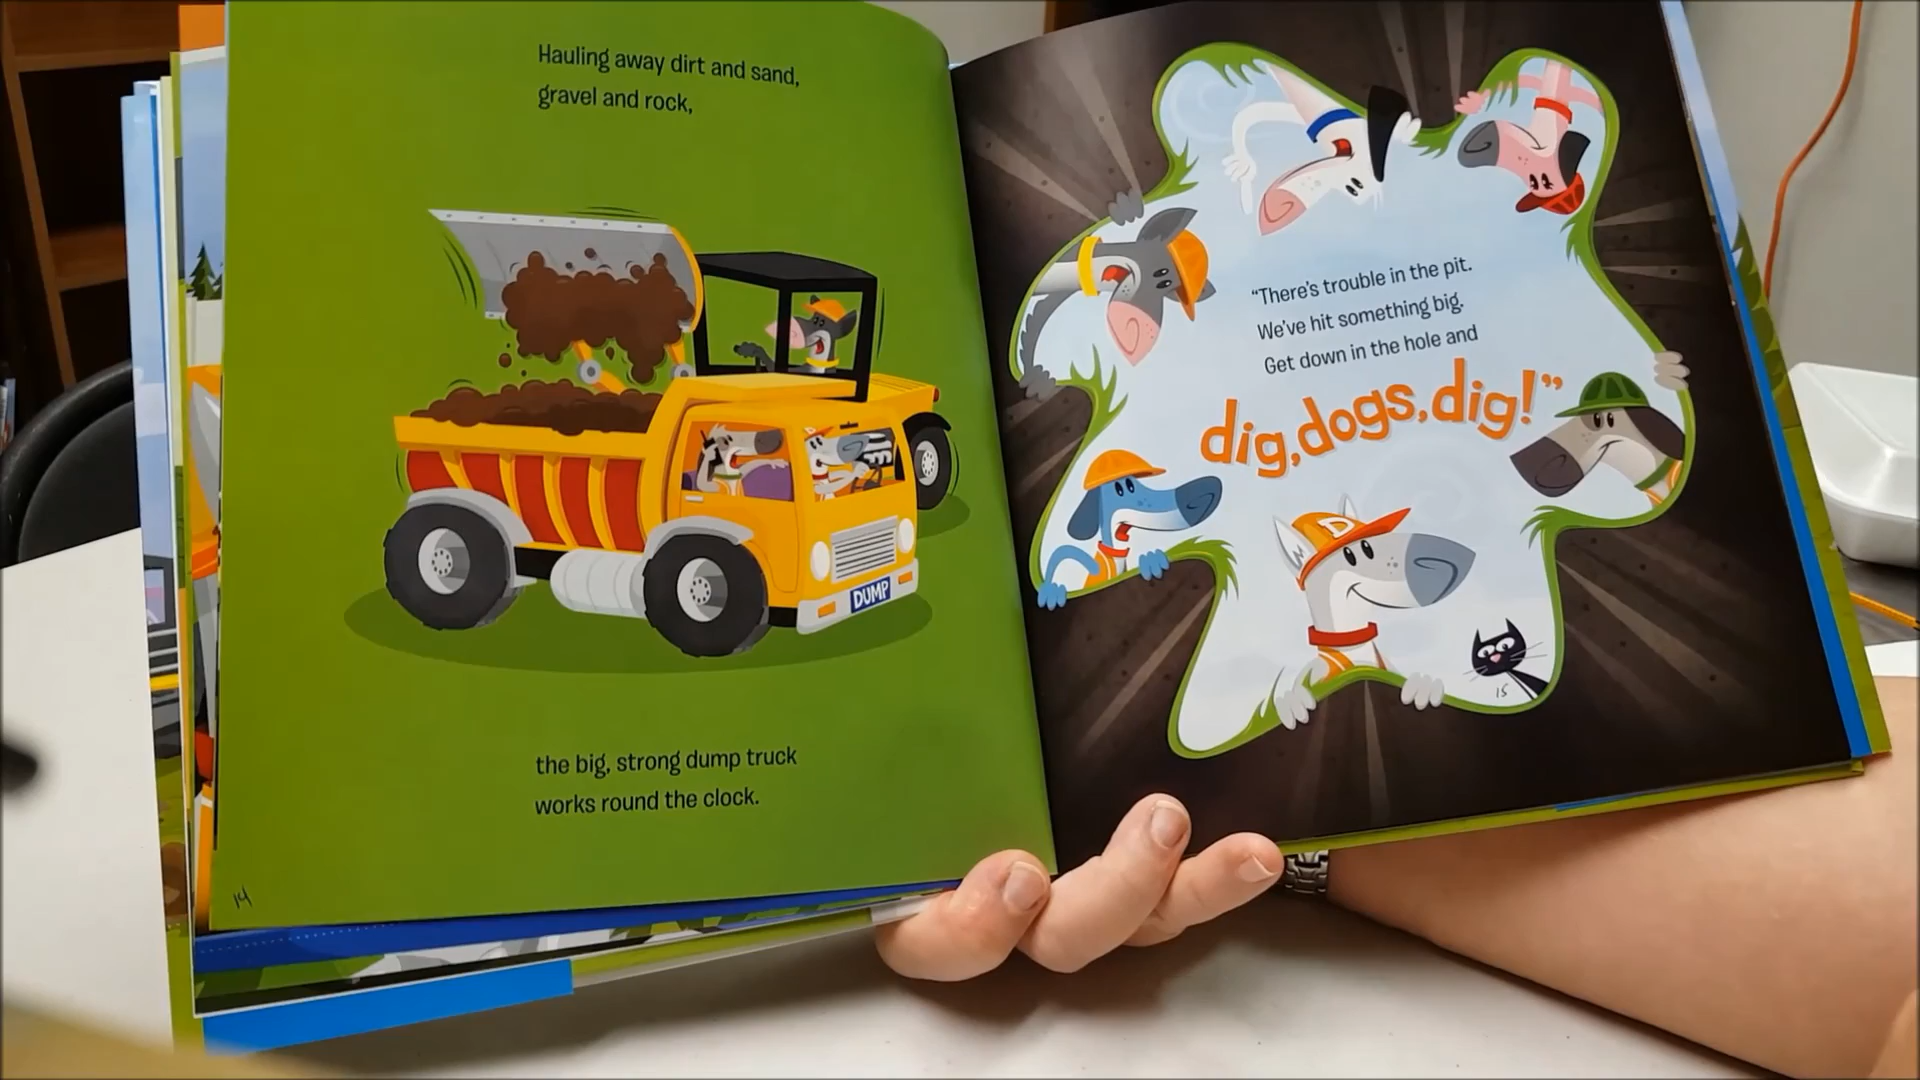 Hauling away dirt and sand,
gravel and rock,
DUMP
the big, strong dump truck
works round the clock.
14
“There's trouble in the pit.
We've hit something big.
Get down in the hole and
dig, dogs, dig!”
D
15